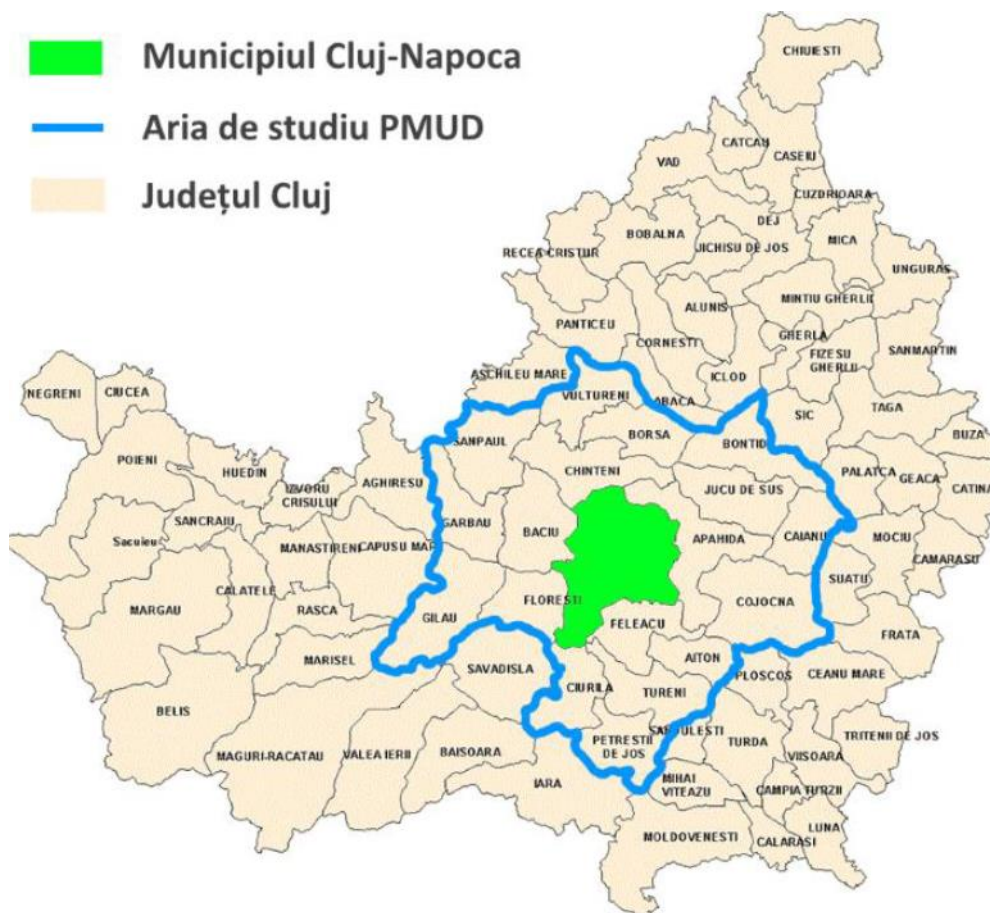 Municipiul Cluj-Napoca
Aria de studiu PMUD
Județul Cluj
CHIUIESTI
CATCAU
CASEIU
VAD
CUZDRIOARA
DEJ
BOBALNA
JICHISU DE JOS
MICA
RECEA CRISTUR
UNGURAS
MINTIU GHERLII
ALUNIS
PANTICEU
GHERLA
CORNESTI
FIZESU
GHERLII
SANMARTIN
ICLOD
ASCHILEU MARE
NEGRENI
CIUCEA
VULTURENI
ABACA
TAGA
SIC
BORSA
BONTID
SANPAUL
BUZA
POIENI
HUEDIN
CHINTENI
PALATCA
GEACA
AGHIRESU
IZVORU
CRISULUI
JUCU DE SUS
CATINA
SANCRAIU
GARBAU
BACIU
APAHIDA
CAIANU
MOCIU
Sacuieu
MANASTIRENI
CAPUSU MAR
CAMARASU
SUATU
CALATELE
MARGAU
RASCA
GILAU
FLORESTI
COJOCNA
FELEACU
FRATA
MARISEL
SAVADISLA
AITON
PLOSCOS
CEANU MARE
BELIS
CIURILA
TURENI
SANDULESTI
TRITENII DE JOS
MAGURI-RACATAU
VALEA IERII
BAISOARA
PETRESTII
DE JOS
TURDA
VIISOARA
IARA
MIHAI
VITEAZU
CAMPIA TURZII
MOLDOVENESTI
CALARASI
LUNA